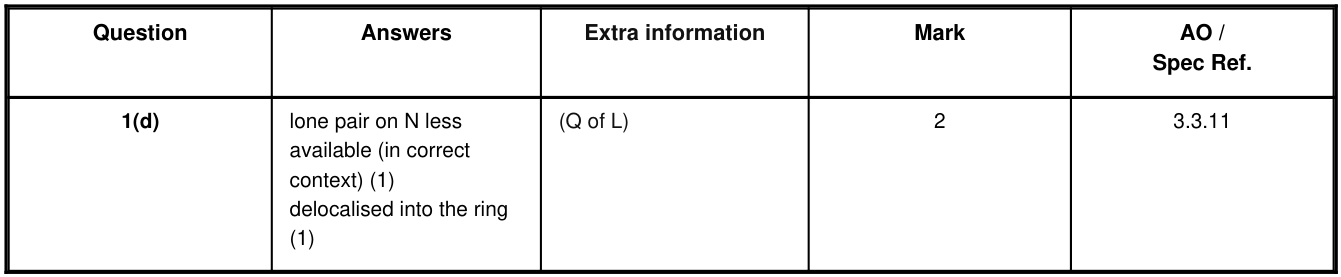 Question Answers Extra information Mark AO /
Spec Ref.
1(d) lone pair on N less (Q of L) 2 3.3.11
available (in correct
context) (1)
delocalised into the ring
(1)